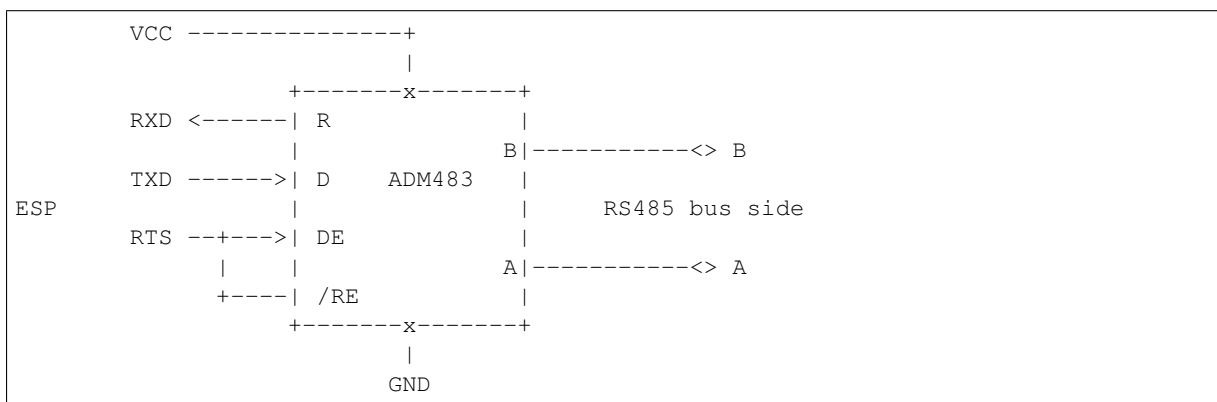 VCC ---------------+
                           |
                   +-------x-------+
        RXD <------| R             |
                   |              B|-----------<> B
        TXD ------>| D    ADM483   |
ESP                |               |     RS485 bus side
        RTS --+--->| DE            |
              |    |              A|-----------<> A
              +----| /RE           |
                   +-------x-------+
                           |
                          GND